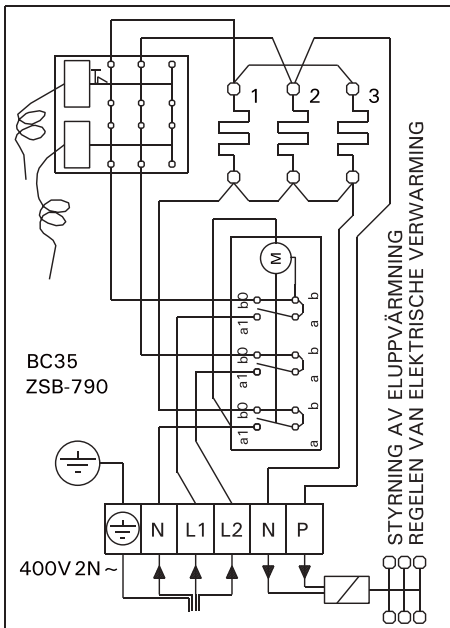 1 2 3
M
b0 b
a1 a
b0 b
a1 a
b0 b
a1 a
BC35
ZSB-790
STYRNING AV ELUPPVÄRMNING
REGELEN VAN ELEKTRISCHE VERWARMING
N L1 L2 N P
400V 2N~